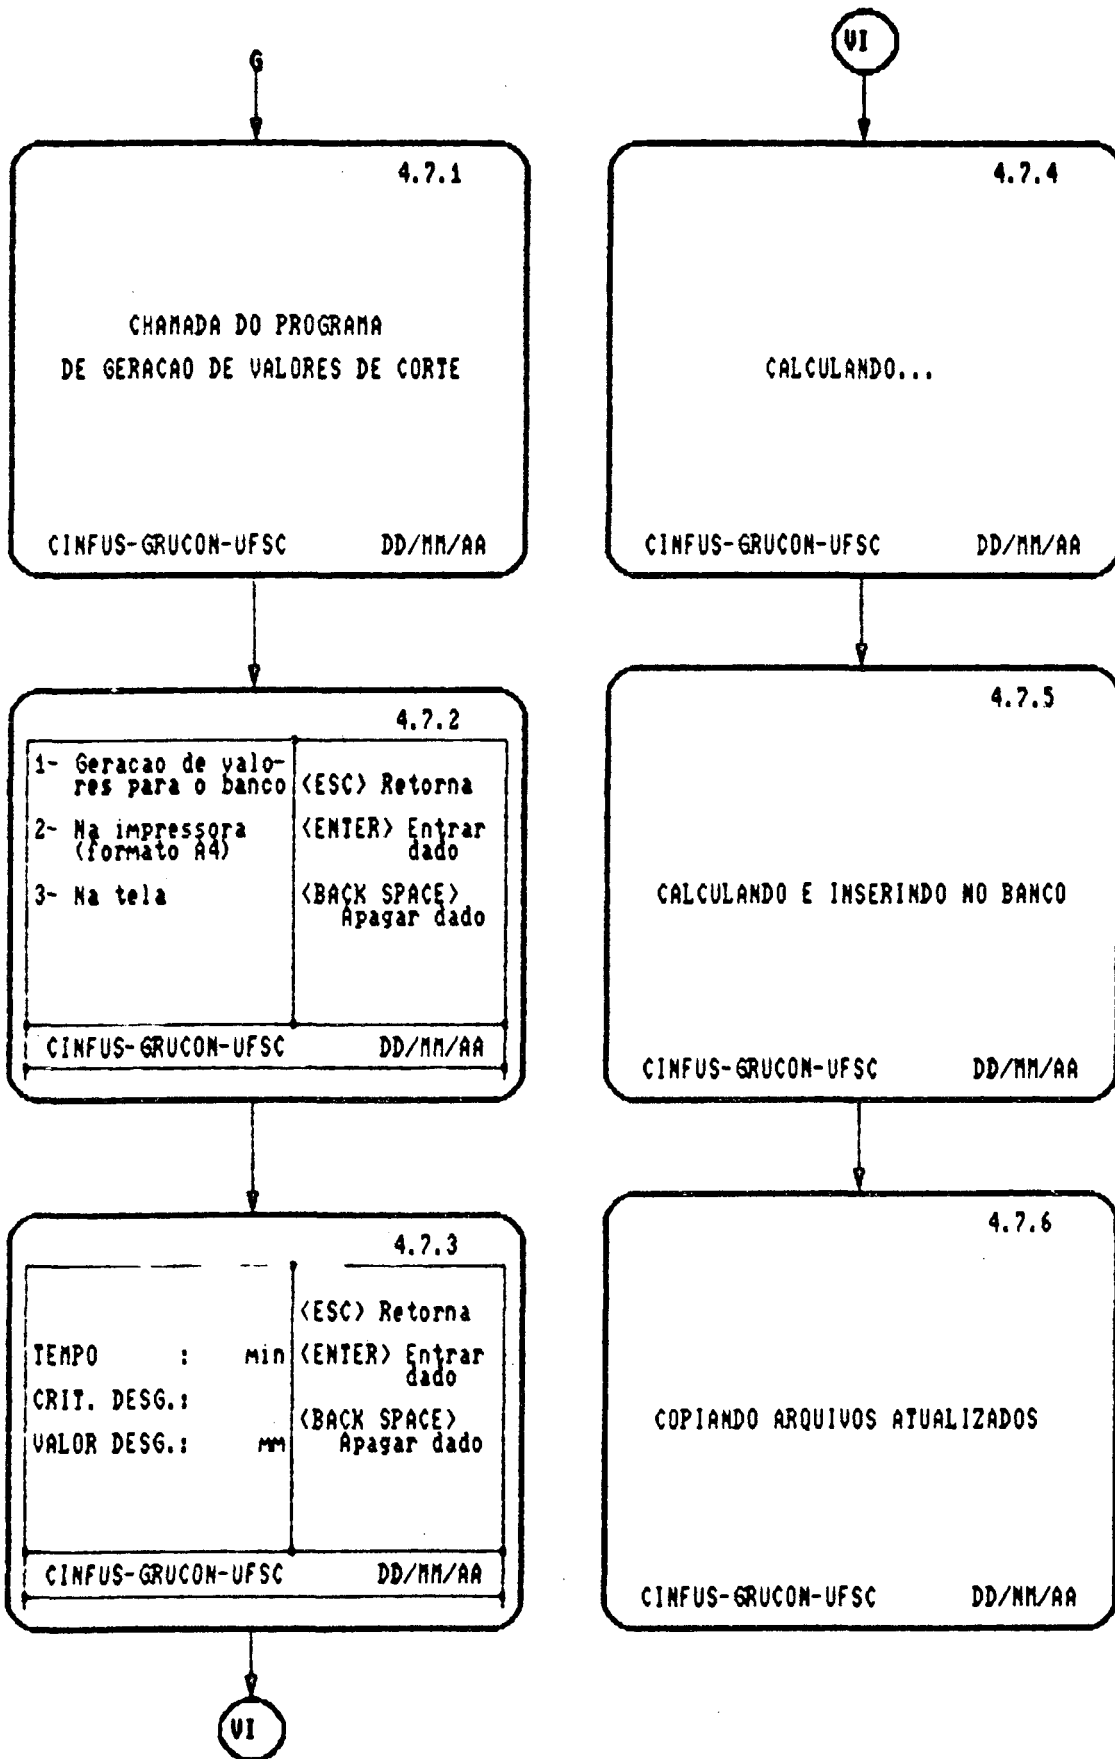 G
4.7.1
CHAMADA DO PROGRAMA
DE GERACAO DE VALORES DE CORTE
CINFUS-GRUCON-UFSC DD/MM/AA
4.7.2
1- Geracao de valo-
res para o banco
2- Na impressora
(formato A4)
3- Na tela
<ESC> Retorna
<ENTER> Entrar
dado
<BACK SPACE>
Apagar dado
CINFUS-GRUCON-UFSC DD/MM/AA
4.7.3
TEMPO : min
CRIT. DESG.:
VALOR DESG.: mm
<ESC> Retorna
<ENTER> Entrar
dado
<BACK SPACE>
Apagar dado
CINFUS-GRUCON-UFSC DD/MM/AA
VI
VI
4.7.4
CALCULANDO...
CINFUS-GRUCON-UFSC DD/MM/AA
4.7.5
CALCULANDO E INSERINDO NO BANCO
CINFUS-GRUCON-UFSC DD/MM/AA
4.7.6
COPIANDO ARQUIVOS ATUALIZADOS
CINFUS-GRUCON-UFSC DD/MM/AA